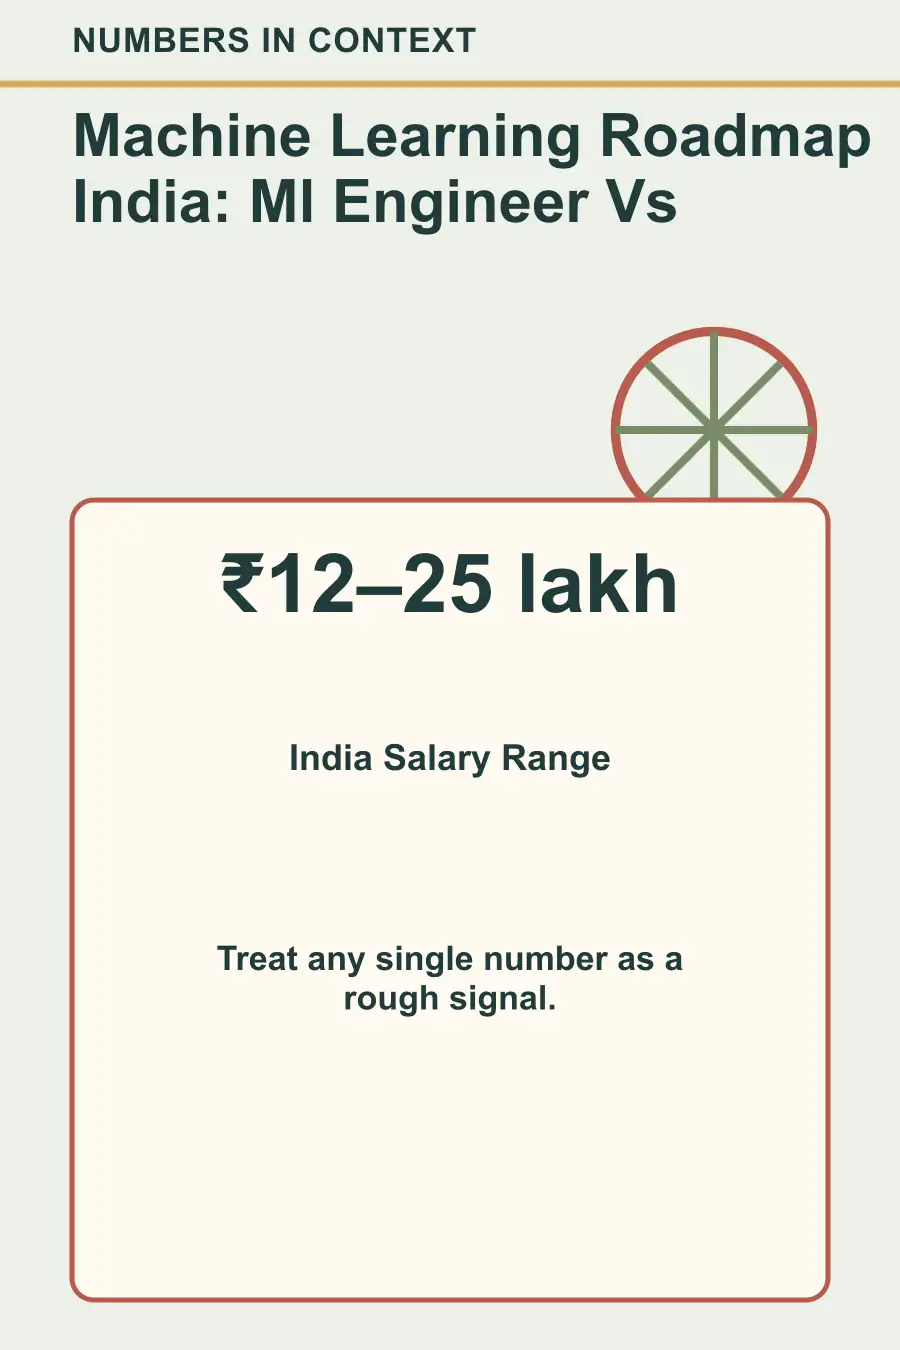 NUMBERS IN CONTEXT
Machine Learning Roadmap
India: Ml Engineer Vs
₹12–25 lakh
India Salary Range
Treat any single number as a
rough signal.